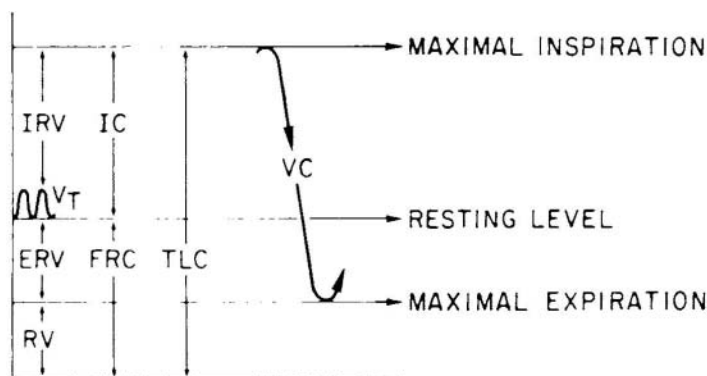 MAXIMAL INSPIRATION
IRV IC
VC
VT
RESTING LEVEL
ERV FRC TLC
MAXIMAL EXPIRATION
RV